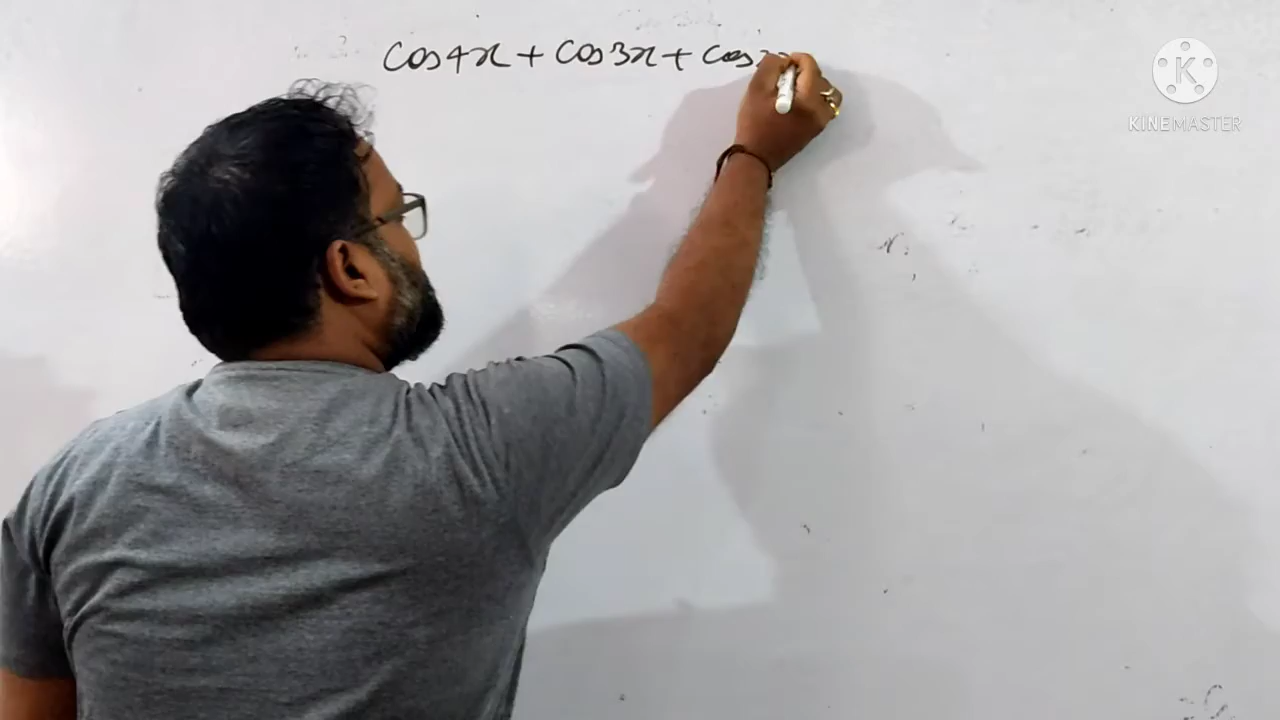 cos4x + cos3x + cos
K
KINEMASTER